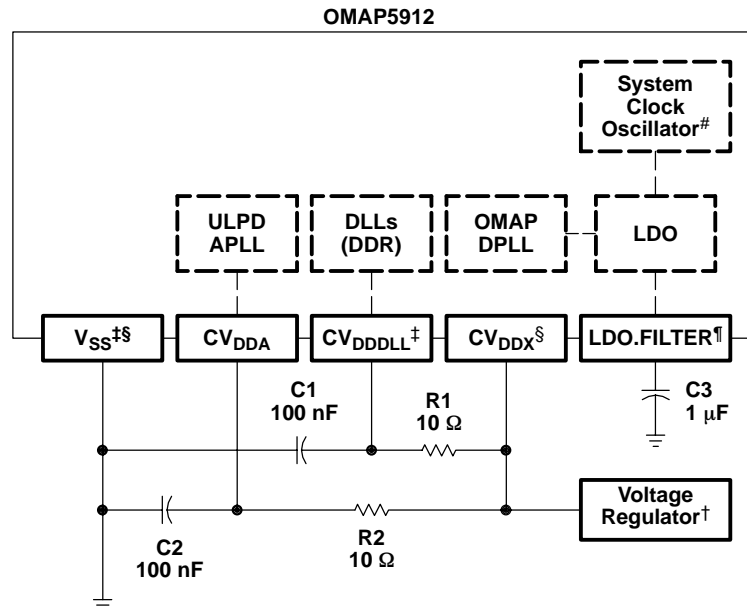 OMAP5912
System
Clock
Oscillator#
ULPD
APLL
DLLs
(DDR)
OMAP
DPLL
LDO
VSS‡§
CVDDA
CVDDDLL‡
CVDDX§
LDO.FILTER¶
C1
100 nF
R1
10 Ω
C3
1 µF
C2
100 nF
R2
10 Ω
Voltage
Regulator†